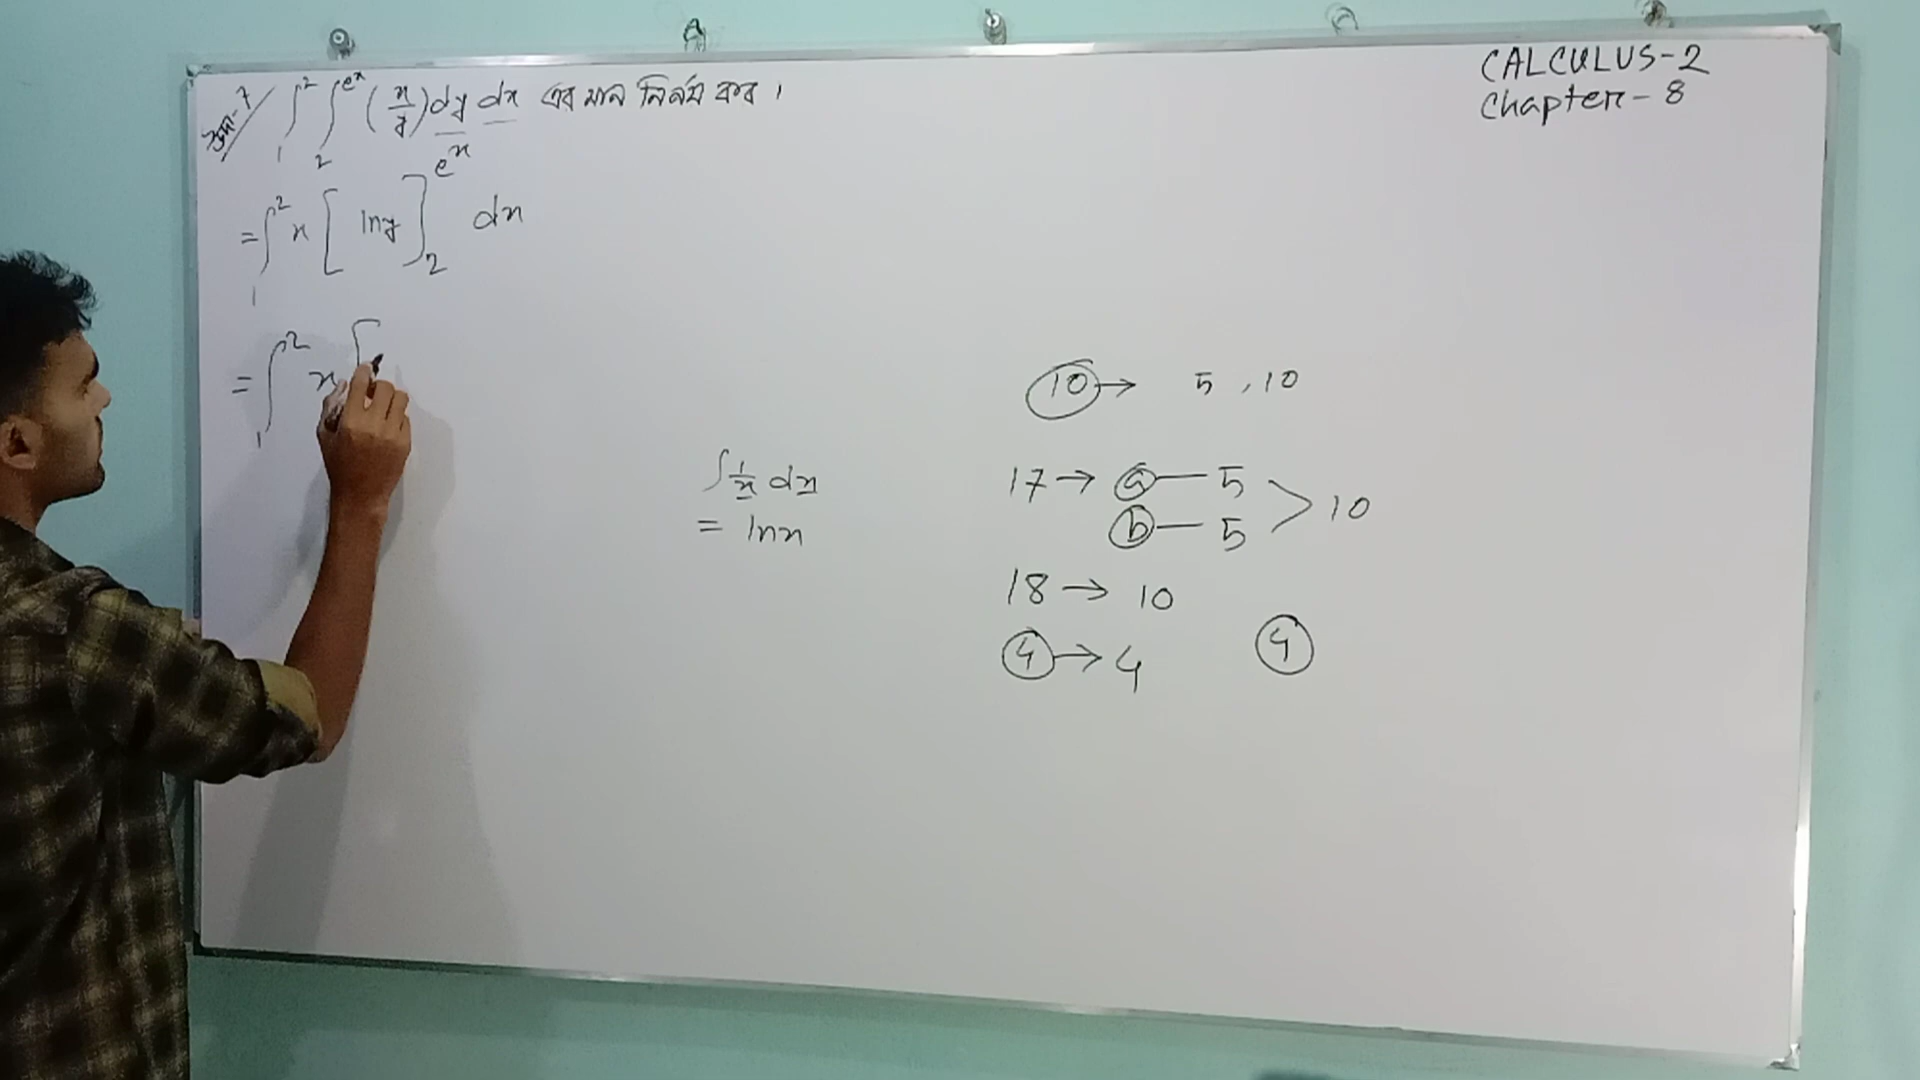 উদা-7/ ∫₁² ∫₂^(eˣ) (x/y) dy dx এর মান নির্নয় কর।
= ∫₁² x [ ln y ]₂^(eˣ) dx
= ∫₁² x [
∫ 1/x dx
= ln x
CALCULUS-2
Chapter-8
10 → 5, 10
17 → a — 5
b — 5 > 10
18 → 10
4 → 4 4